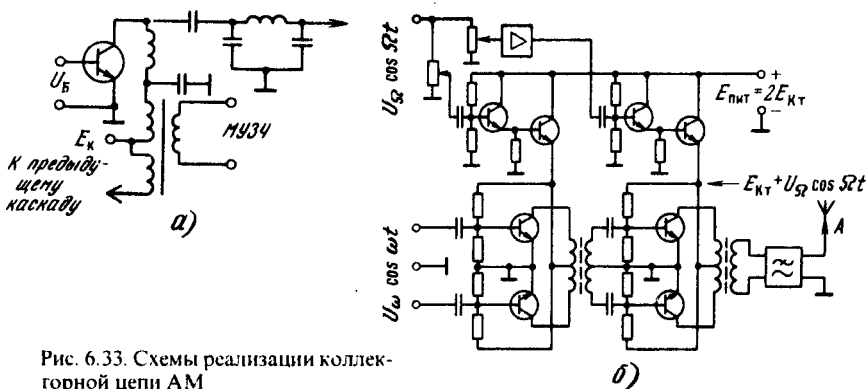 U_Б
E_К
К предыду-
щему
каскаду
МУЗЧ
а)
U_Ω cos Ωt
+
E_пит = 2E_Кт
-
E_Кт + U_Ω cos Ωt
A
U_ω cos ωt
б)
Рис. 6.33. Схемы реализации коллек-
торной цепи АМ